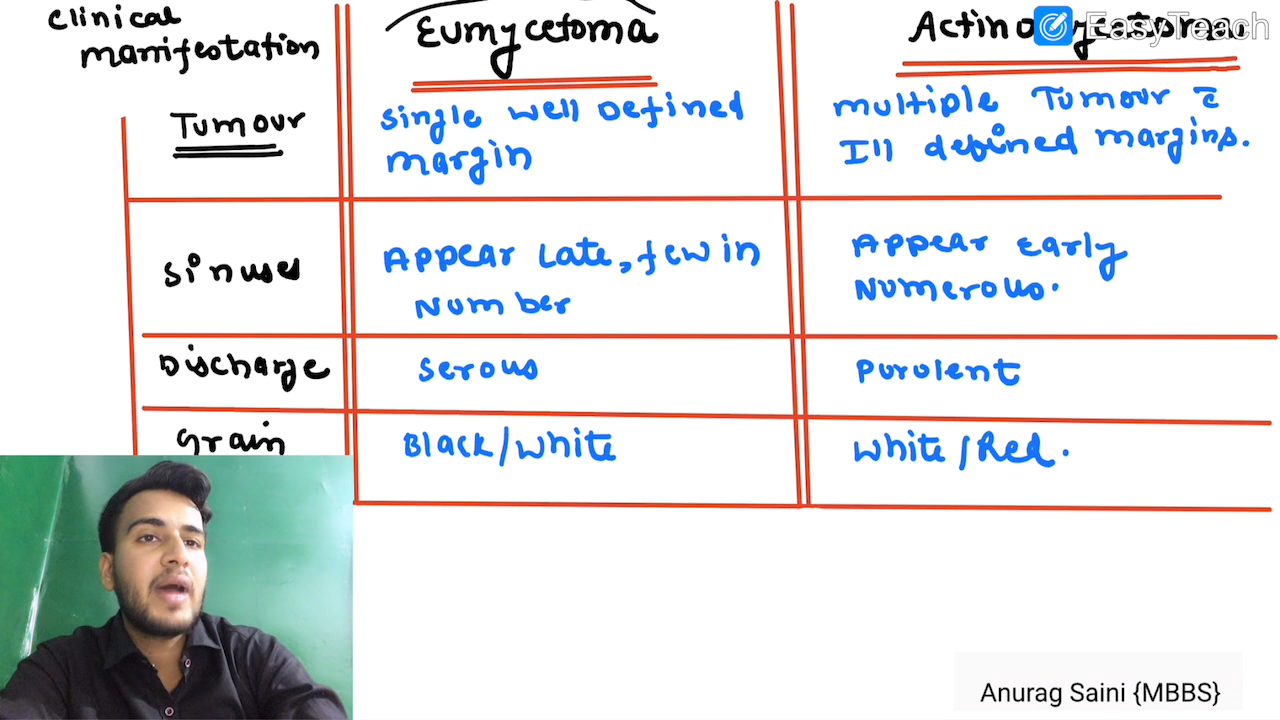 Clinical manifestation
Eumycetoma
EasyTeach
Tumour
Single well Defined
margin
multiple Tumour c̄
Ill defined margins.
Sinuses
Appear Late, few in
Number
Appear Early
Numerous.
Discharge
Serous
Purulent
Grain
Black/White
White/Red.
Anurag Saini {MBBS}